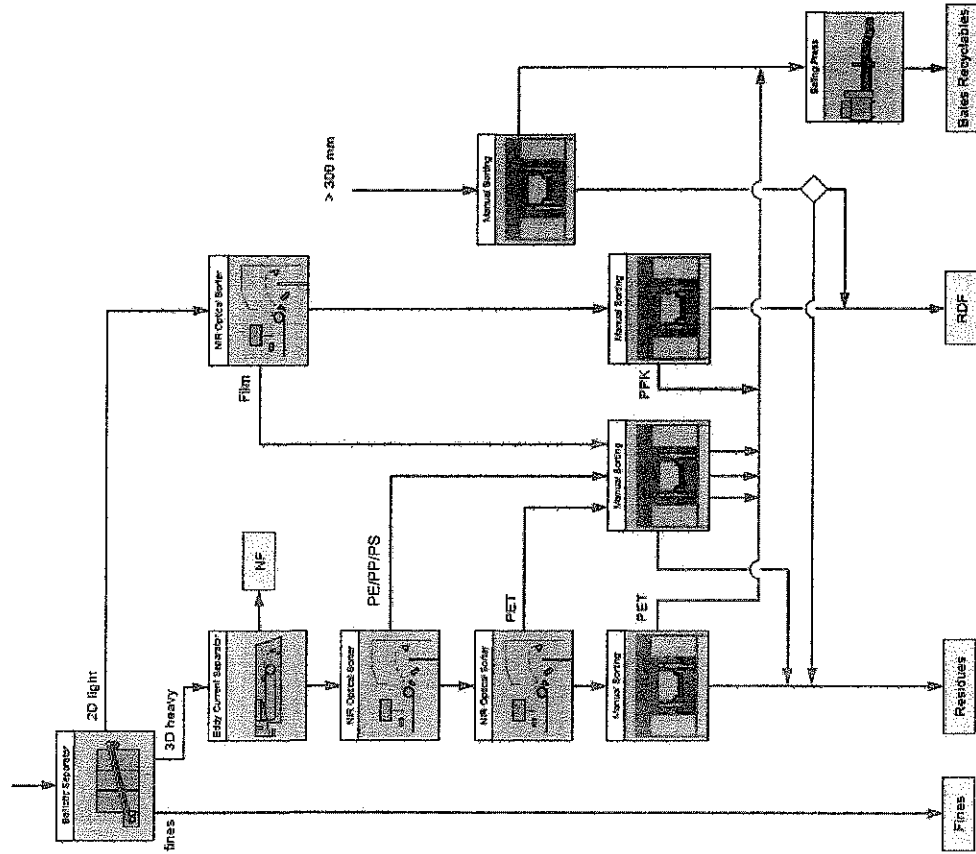 Ballistic Separator
2D light
3D heavy
fines
Eddy Current Separator
NF
NIR Optical Sorter
Film
> 300 mm
NIR Optical Sorter
PE/PP/PS
NIR Optical Sorter
PET
Manual Sorting
Manual Sorting
PET
Manual Sorting
Manual Sorting
PPK
Baling Press
Fines
Residues
RDF
Bales Recyclables